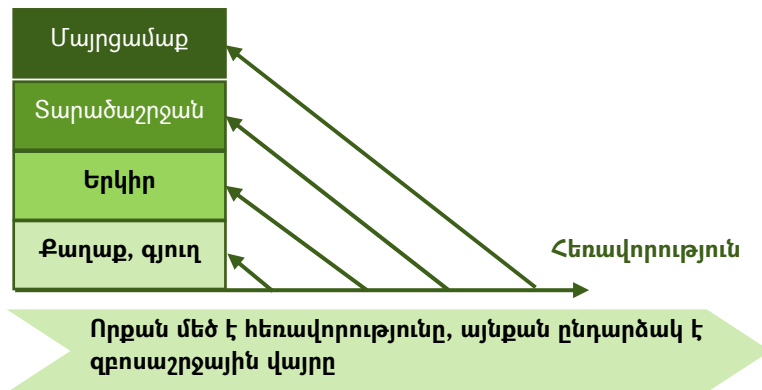 Մայրցամաք
Տարածաշրջան
Երկիր
Քաղաք, գյուղ
Հեռավորություն
Որքան մեծ է հեռավորությունը, այնքան ընդարձակ է
զբոսաշրջային վայրը